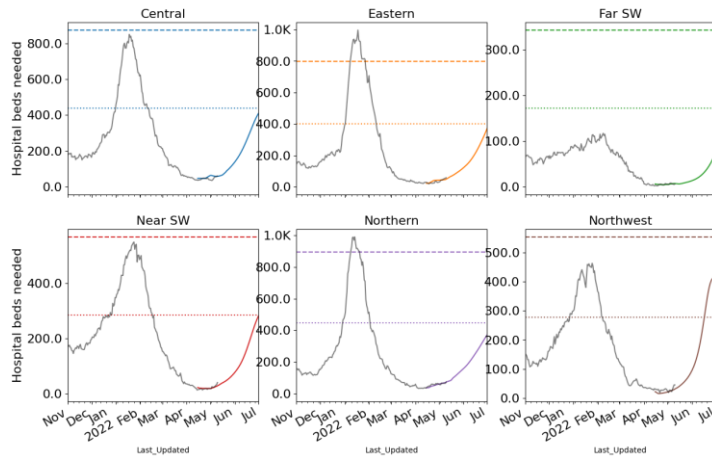 Central
Eastern
Far SW
Hospital beds needed
800.0
600.0
400.0
200.0
0.0
1.0K
800.0
600.0
400.0
200.0
0.0
300.0
200.0
100.0
0.0
Near SW
Northern
Northwest
Hospital beds needed
400.0
200.0
0.0
1.0K
800.0
600.0
400.0
200.0
0.0
500.0
400.0
300.0
200.0
100.0
0.0
Nov Dec Jan 2022 Feb Mar Apr May Jun Jul
Nov Dec Jan 2022 Feb Mar Apr May Jun Jul
Nov Dec Jan 2022 Feb Mar Apr May Jun Jul
Last_Updated
Last_Updated
Last_Updated